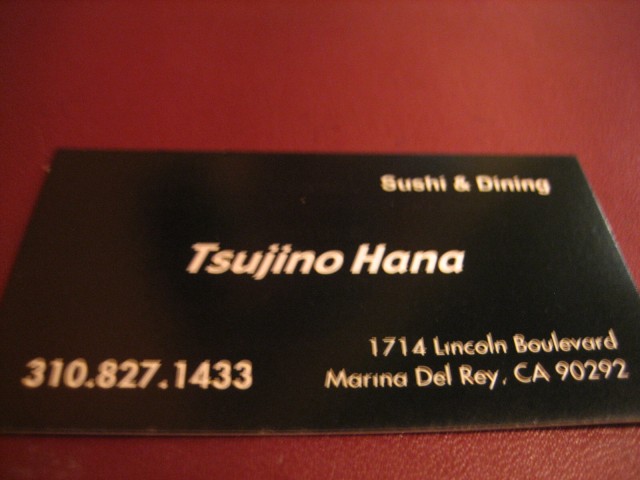 Sushi & Dining
Tsujino Hana
310.827.1433
1714 Lincoln Boulevard
Marina Del Rey, CA 90292